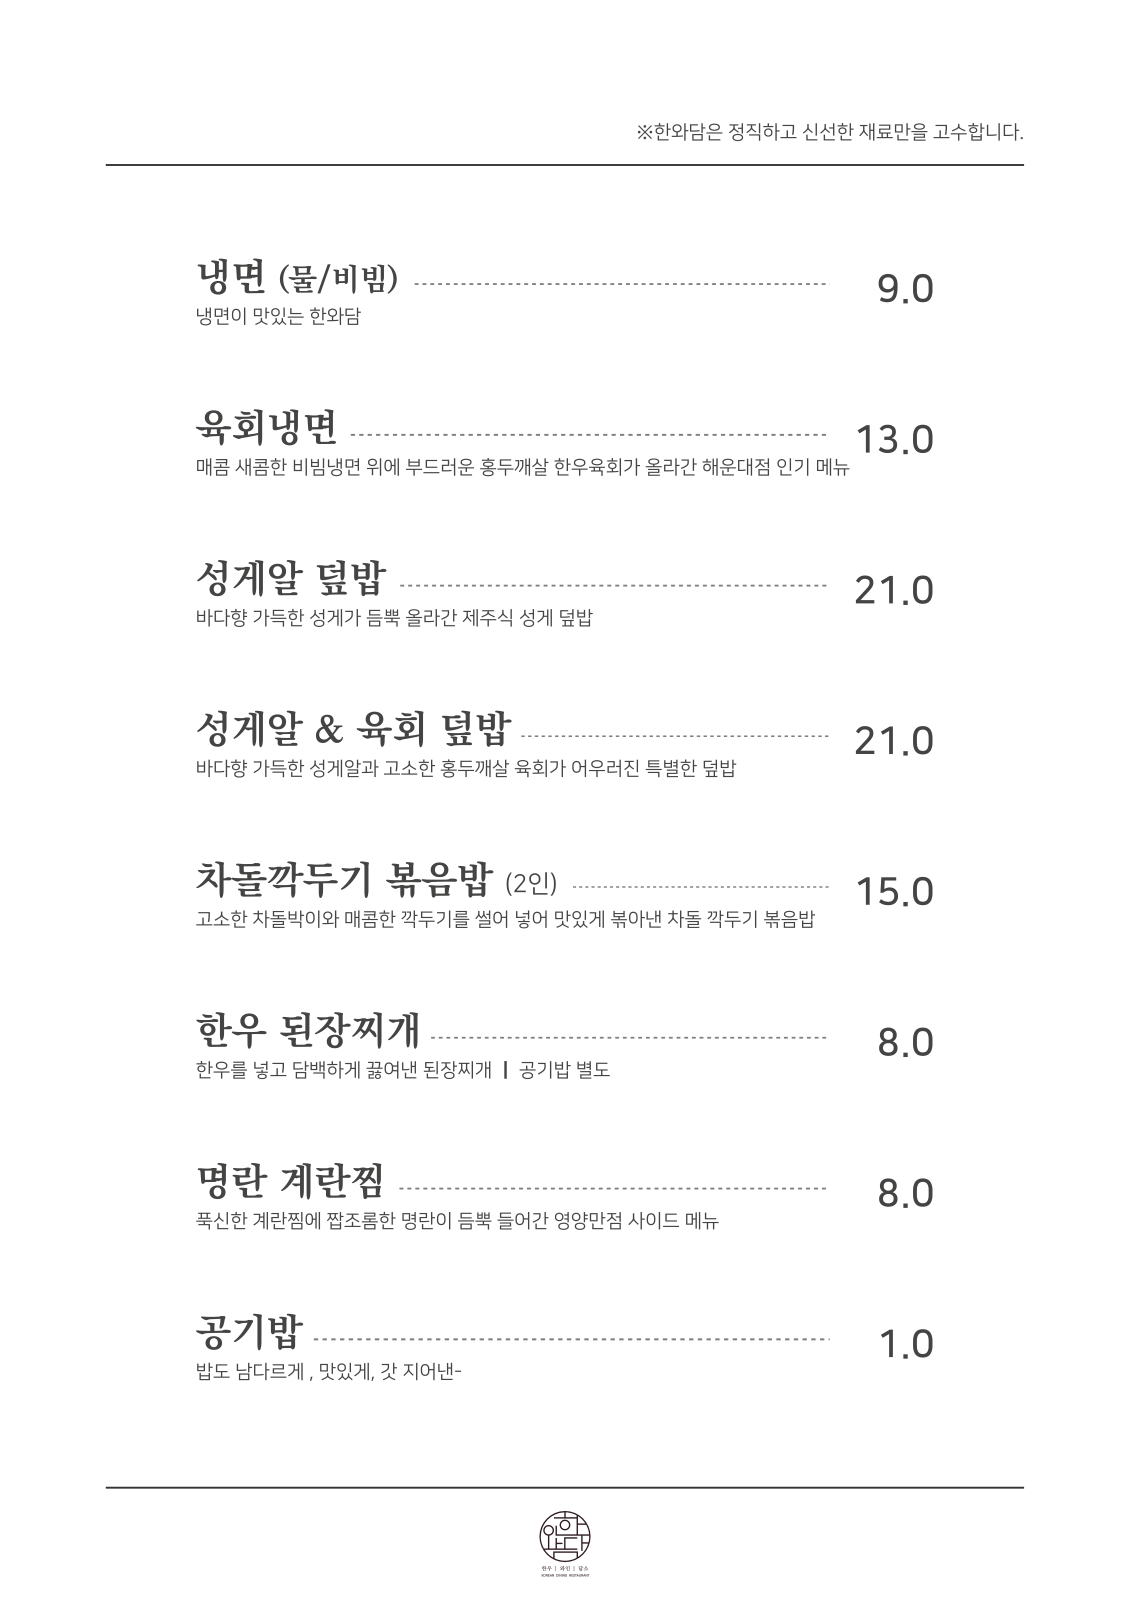 ※한와담은 정직하고 신선한 재료만을 고수합니다.
냉면 (물/비빔) 9.0
냉면이 맛있는 한와담
육회냉면 13.0
매콤 새콤한 비빔냉면 위에 부드러운 홍두깨살 한우육회가 올라간 해운대점 인기 메뉴
성게알 덮밥 21.0
바다향 가득한 성게가 듬뿍 올라간 제주식 성게 덮밥
성게알 & 육회 덮밥 21.0
바다향 가득한 성게알과 고소한 홍두깨살 육회가 어우러진 특별한 덮밥
차돌깍두기 볶음밥 (2인) 15.0
고소한 차돌박이와 매콤한 깍두기를 썰어 넣어 맛있게 볶아낸 차돌 깍두기 볶음밥
한우 된장찌개 8.0
한우를 넣고 담백하게 끓여낸 된장찌개 | 공기밥 별도
명란 계란찜 8.0
푹신한 계란찜에 짭조롬한 명란이 듬뿍 들어간 영양만점 사이드 메뉴
공기밥 1.0
밥도 남다르게 , 맛있게, 갓 지어낸-
한와담
한우 | 와인 | 담소
KOREAN DINING RESTAURANT